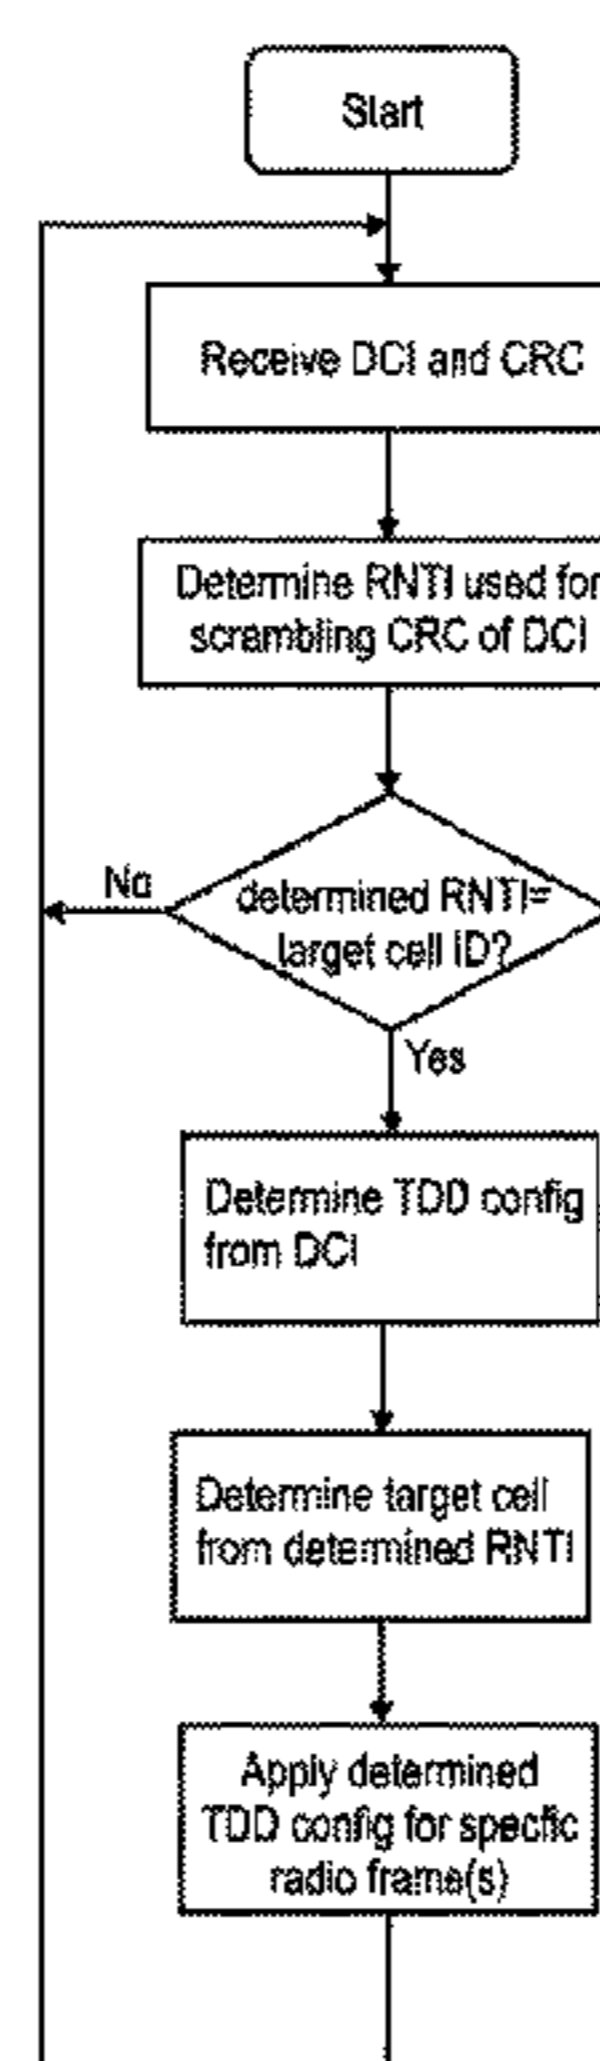 Start
Receive DCI and CRC
Determine RNTI used for
scrambling CRC of DCI
determined RNTI=
target cell ID?
No
Yes
Determine TDD config
from DCI
Determine target cell
from determined RNTI
Apply determined
TDD config for specfic
radio frame(s)